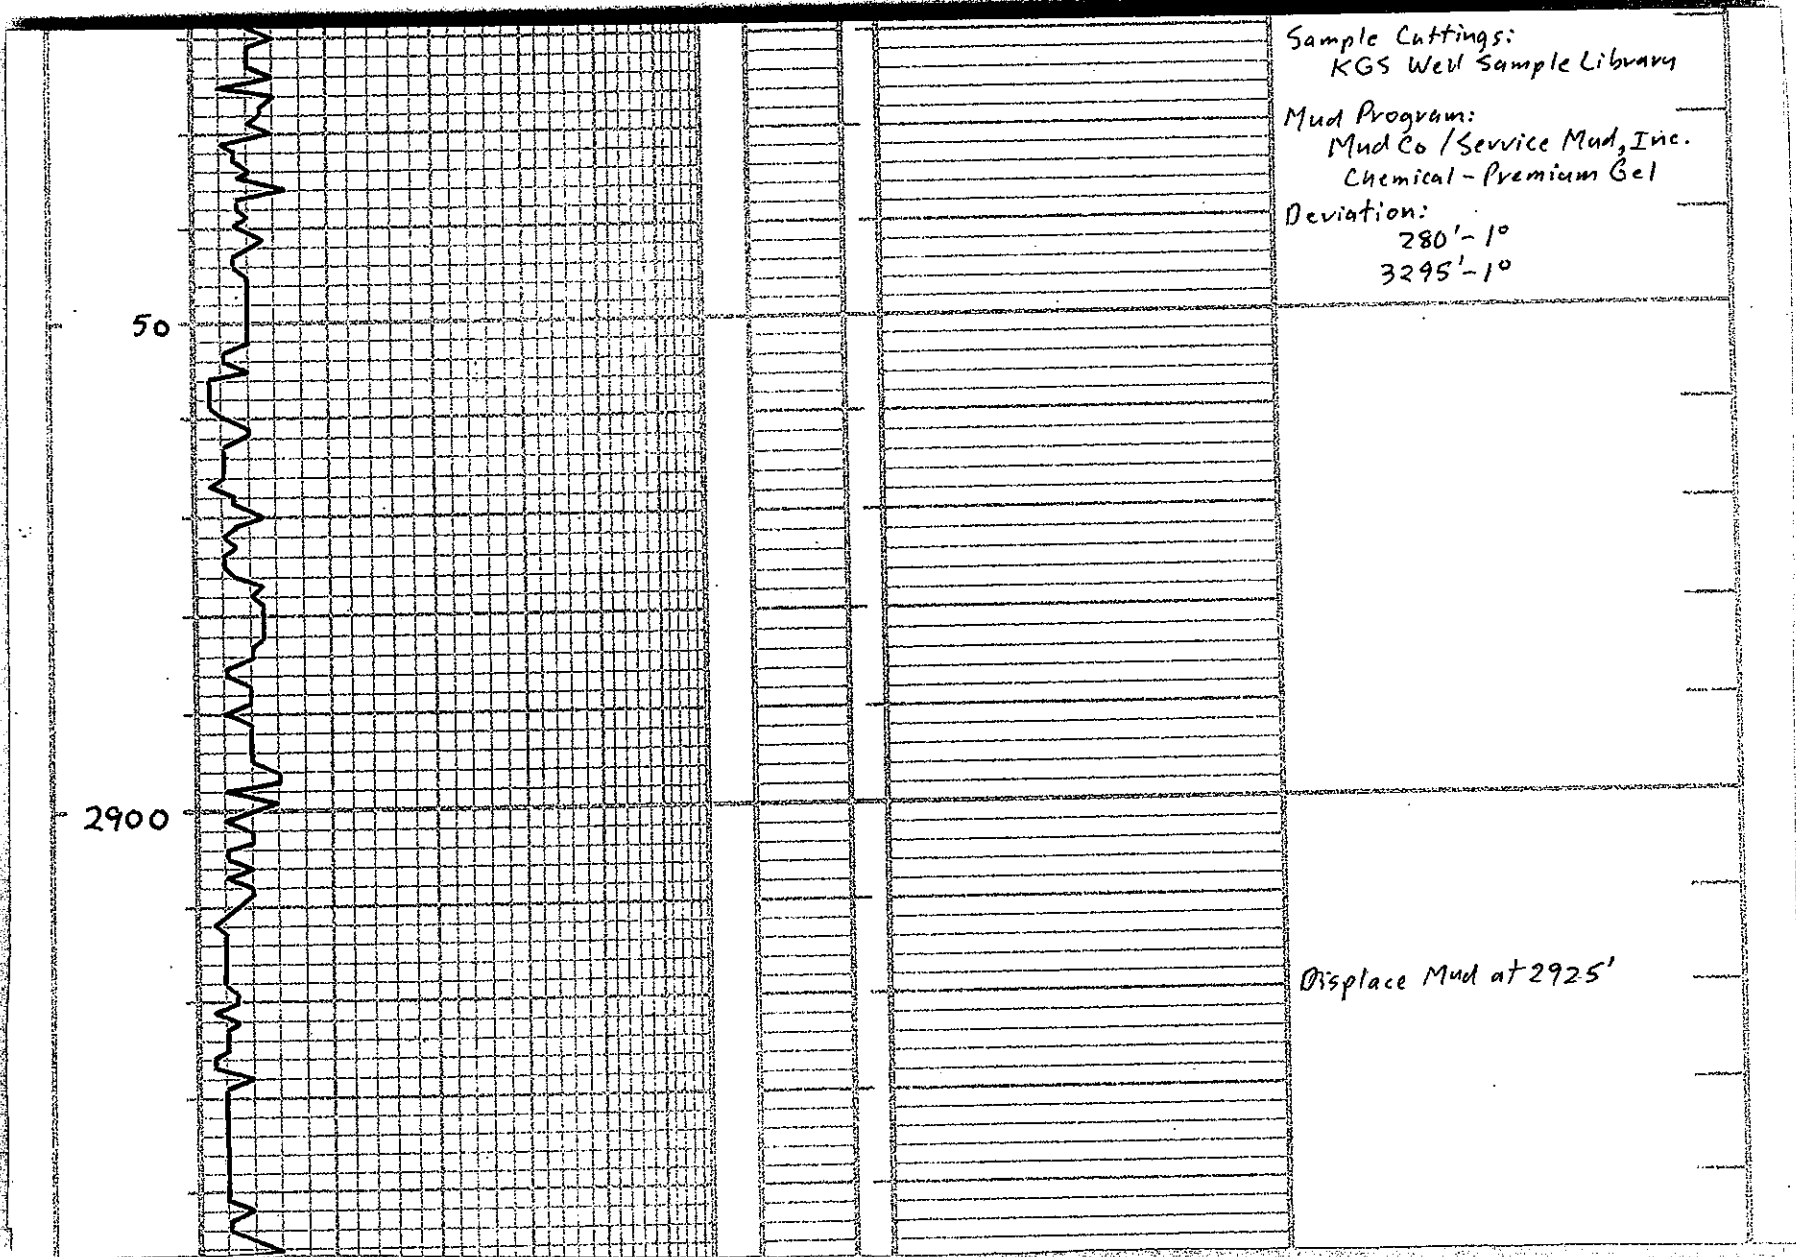 Sample Cuttings:
KGS Well Sample Library
Mud Program:
Mud Co / Service Mud, Inc.
Chemical - Premium Gel
Deviation:
280' - 1°
3295' - 1°
50
2900
Displace Mud at 2925'